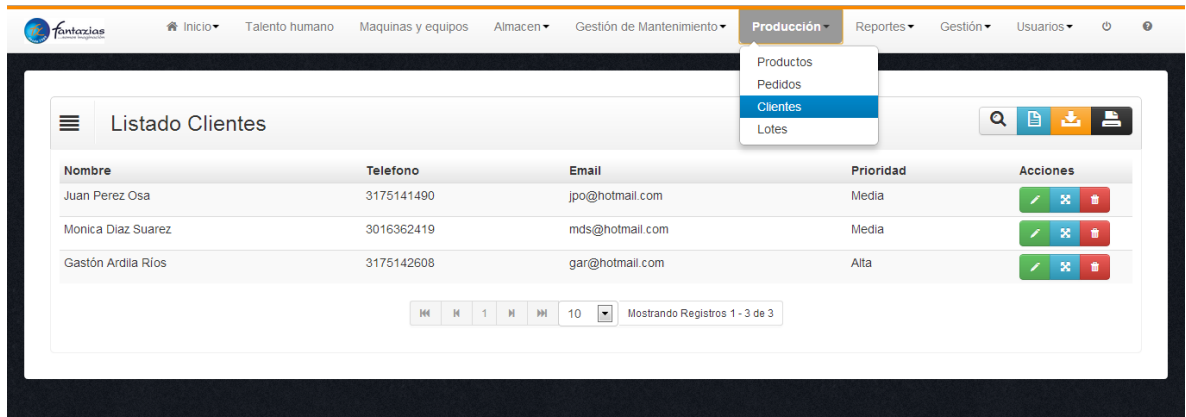 fantazias
Inicio Talento humano Maquinas y equipos Almacen Gestión de Mantenimiento Producción Reportes Gestión Usuarios
Productos
Pedidos
Clientes
Lotes
Listado Clientes
Nombre Telefono Email Prioridad Acciones
Juan Perez Osa 3175141490 jpo@hotmail.com Media
Monica Diaz Suarez 3016362419 mds@hotmail.com Media
Gastón Ardila Ríos 3175142608 gar@hotmail.com Alta
1 10 Mostrando Registros 1 - 3 de 3